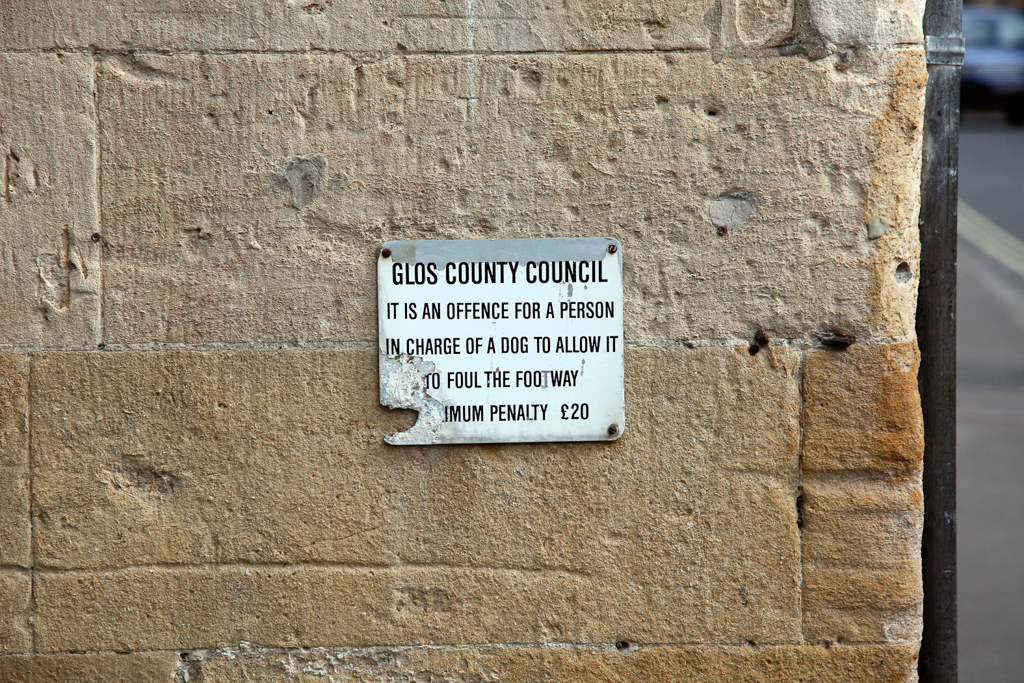 GLOS COUNTY COUNCIL
IT IS AN OFFENCE FOR A PERSON
IN CHARGE OF A DOG TO ALLOW IT
TO FOUL THE FOOTWAY
IMUM PENALTY £20